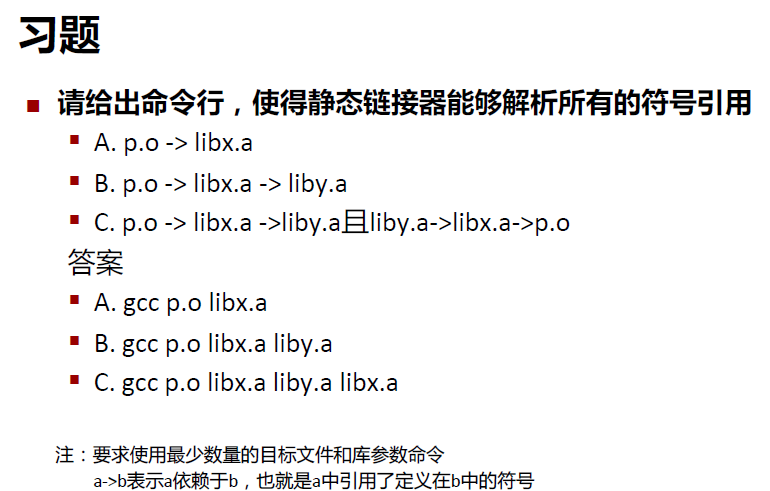 习题
请给出命令行，使得静态链接器能够解析所有的符号引用
A. p.o -> libx.a
B. p.o -> libx.a -> liby.a
C. p.o -> libx.a ->liby.a且liby.a->libx.a->p.o
答案
A. gcc p.o libx.a
B. gcc p.o libx.a liby.a
C. gcc p.o libx.a liby.a libx.a
注：要求使用最少数量的目标文件和库参数命令
a->b表示a依赖于b，也就是a中引用了定义在b中的符号